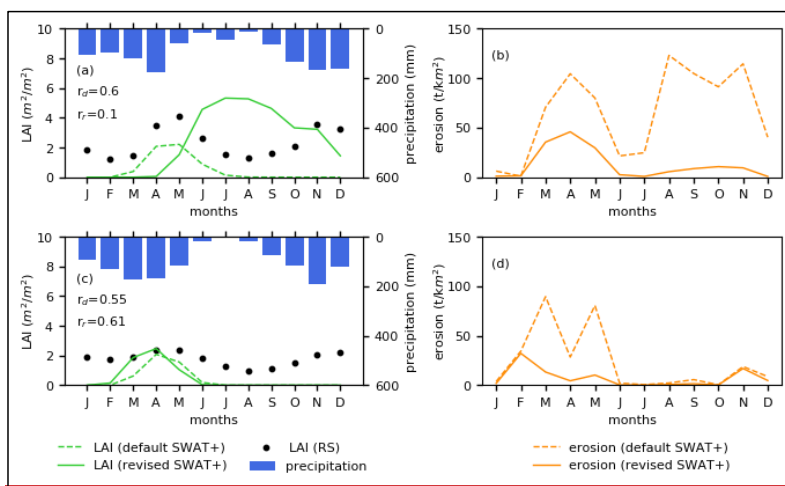 10
8
6
4
2
0
LAI (m²/m²)
(a)
r_d=0.6
r_r=0.1
0
200
400
600
precipitation (mm)
J F M A M J J A S O N D
months
150
100
50
0
erosion (t/km²)
(b)
J F M A M J J A S O N D
months
10
8
6
4
2
0
LAI (m²/m²)
(c)
r_d=0.55
r_r=0.61
0
200
400
600
precipitation (mm)
J F M A M J J A S O N D
months
150
100
50
0
erosion (t/km²)
(d)
J F M A M J J A S O N D
months
LAI (default SWAT+)
LAI (revised SWAT+)
LAI (RS)
precipitation
erosion (default SWAT+)
erosion (revised SWAT+)